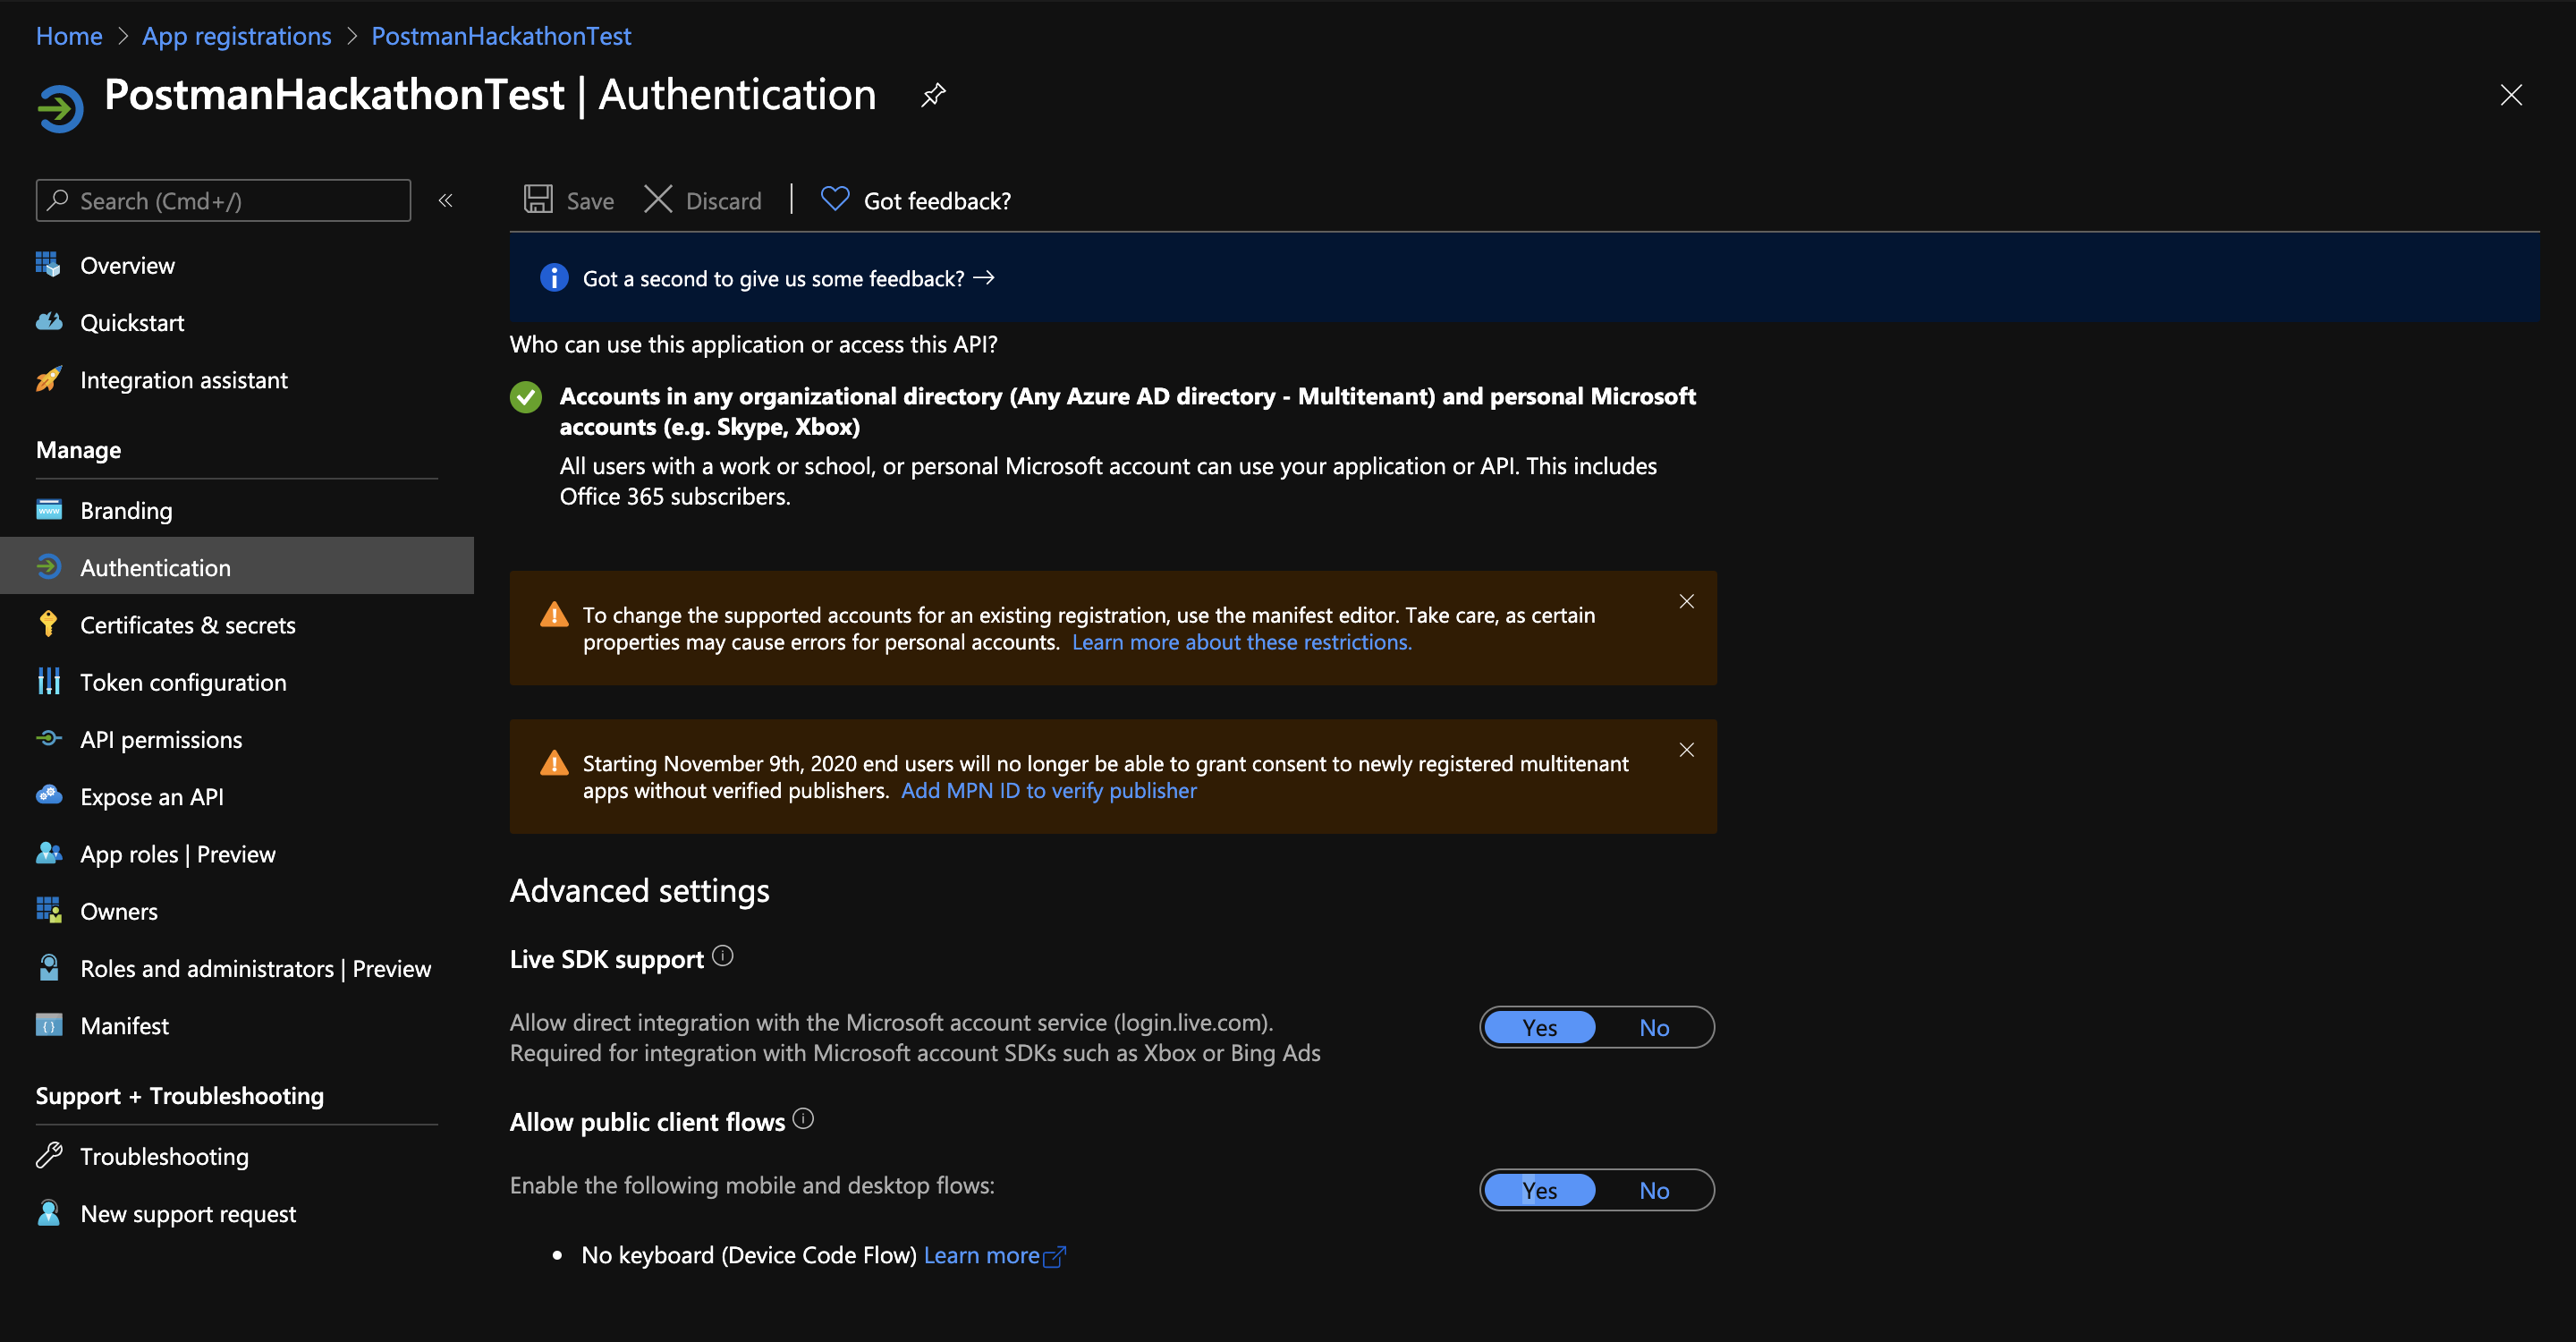 Home > App registrations > PostmanHackathonTest
PostmanHackathonTest | Authentication
Search (Cmd+/)
«
Overview
Quickstart
Integration assistant
Manage
Branding
Authentication
Certificates & secrets
Token configuration
API permissions
Expose an API
App roles | Preview
Owners
Roles and administrators | Preview
Manifest
Support + Troubleshooting
Troubleshooting
New support request
Save Discard | Got feedback?
Got a second to give us some feedback? →
Who can use this application or access this API?
Accounts in any organizational directory (Any Azure AD directory - Multitenant) and personal Microsoft
accounts (e.g. Skype, Xbox)
All users with a work or school, or personal Microsoft account can use your application or API. This includes
Office 365 subscribers.
To change the supported accounts for an existing registration, use the manifest editor. Take care, as certain
properties may cause errors for personal accounts. Learn more about these restrictions.
Starting November 9th, 2020 end users will no longer be able to grant consent to newly registered multitenant
apps without verified publishers. Add MPN ID to verify publisher
Advanced settings
Live SDK support
Allow direct integration with the Microsoft account service (login.live.com).
Required for integration with Microsoft account SDKs such as Xbox or Bing Ads
Yes No
Allow public client flows
Enable the following mobile and desktop flows:
Yes No
• No keyboard (Device Code Flow) Learn more